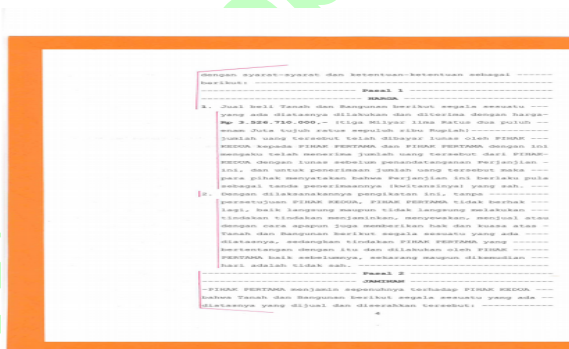 dengan syarat-syarat dan ketentuan-ketentuan sebagai
berikut:
Pasal 1
HARGA
1. Jual beli Tanah dan Bangunan berikut segala sesuatu
yang ada diatasnya dilakukan dan diterima dengan harga
Rp 3.526.710.000,- (tiga Milyar lima Ratus dua puluh
enam Juta tujuh ratus sepuluh ribu Rupiah)
jumlah uang tersebut telah dibayar lunas oleh PIHAK
KEDUA kepada PIHAK PERTAMA dan PIHAK PERTAMA dengan ini
mengaku telah menerima jumlah uang tersebut dari PIHAK
KEDUA dengan lunas sebelum penandatanganan Perjanjian
ini, dan untuk penerimaan jumlah uang tersebut maka
para pihak menyatakan bahwa Perjanjian ini berlaku pula
sebagai tanda penerimaannya (kwitansinya) yang sah.
2. Dengan dilaksanakannya pengikatan ini, tanpa
persetujuan PIHAK KEDUA, PIHAK PERTAMA tidak berhak
lagi, baik langsung maupun tidak langsung melakukan
tindakan tindakan menjaminkan, menyewakan, menjual atau
dengan cara apapun juga memberikan hak dan kuasa atas
Tanah dan Bangunan berikut segala sesuatu yang ada
diatasnya, sedangkan tindakan PIHAK PERTAMA yang
bertentangan dengan itu dan dilakukan oleh PIHAK
PERTAMA baik sebelumnya, sekarang maupun dikemudian
hari adalah tidak sah.
Pasal 2
JAMINAN
-PIHAK PERTAMA menjamin sepenuhnya terhadap PIHAK KEDUA
bahwa Tanah dan Bangunan berikut segala sesuatu yang ada
diatasnya yang dijual dan diserahkan tersebut: